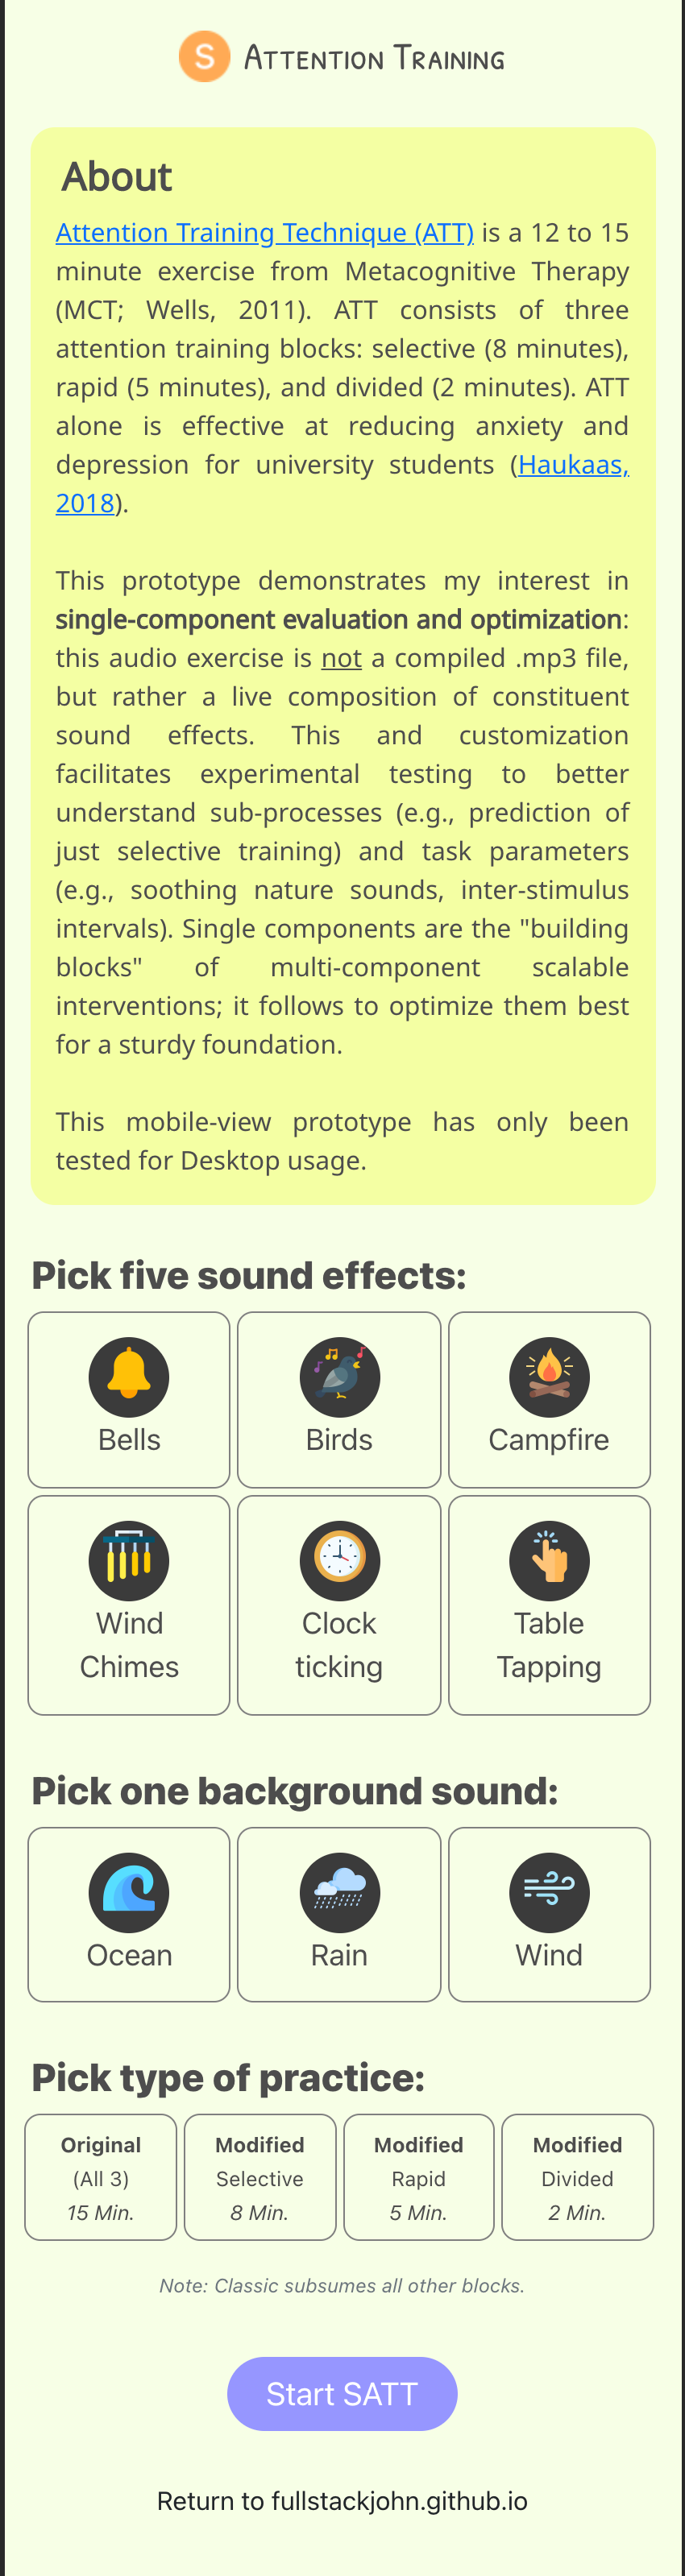 S Attention Training
About
Attention Training Technique (ATT) is a 12 to 15
minute exercise from Metacognitive Therapy
(MCT; Wells, 2011). ATT consists of three
attention training blocks: selective (8 minutes),
rapid (5 minutes), and divided (2 minutes). ATT
alone is effective at reducing anxiety and
depression for university students (Haukaas,
2018).
This prototype demonstrates my interest in
single-component evaluation and optimization:
this audio exercise is not a compiled .mp3 file,
but rather a live composition of constituent
sound effects. This and customization
facilitates experimental testing to better
understand sub-processes (e.g., prediction of
just selective training) and task parameters
(e.g., soothing nature sounds, inter-stimulus
intervals). Single components are the "building
blocks" of multi-component scalable
interventions; it follows to optimize them best
for a sturdy foundation.
This mobile-view prototype has only been
tested for Desktop usage.
Pick five sound effects:
Bells
Birds
Campfire
Wind
Chimes
Clock
ticking
Table
Tapping
Pick one background sound:
Ocean
Rain
Wind
Pick type of practice:
Original
(All 3)
15 Min.
Modified
Selective
8 Min.
Modified
Rapid
5 Min.
Modified
Divided
2 Min.
Note: Classic subsumes all other blocks.
Start SATT
Return to fullstackjohn.github.io